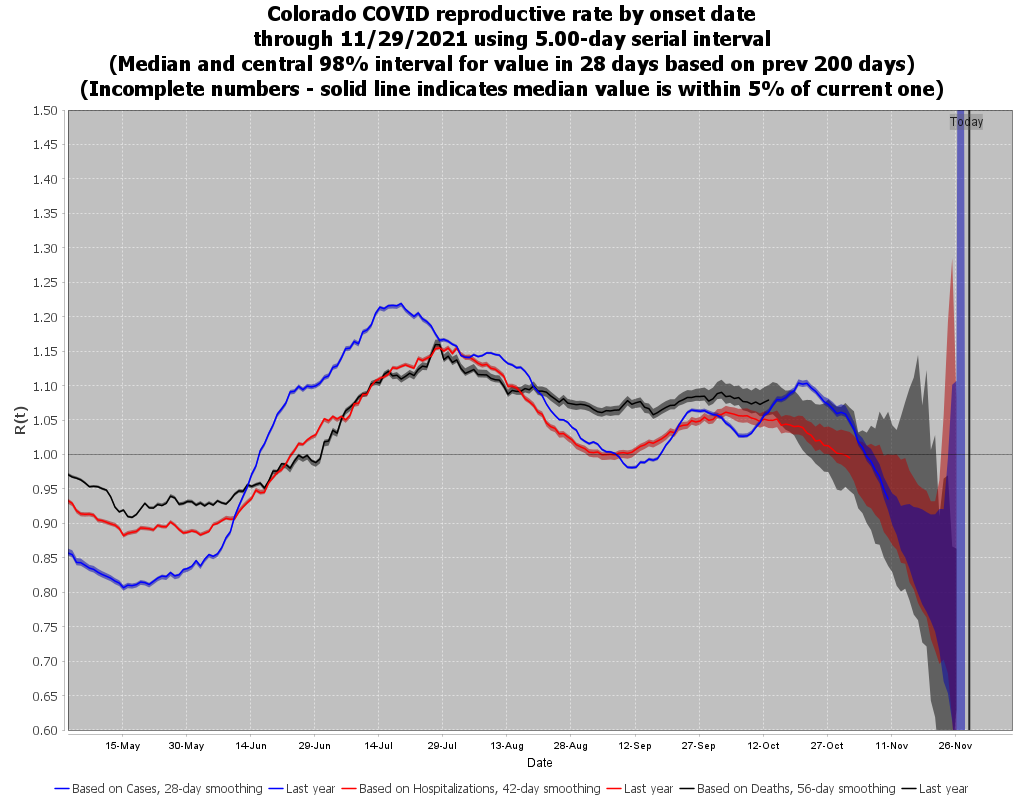 Colorado COVID reproductive rate by onset date
through 11/29/2021 using 5.00-day serial interval
(Median and central 98% interval for value in 28 days based on prev 200 days)
(Incomplete numbers - solid line indicates median value is within 5% of current one)
Today
1.50
1.45
1.40
1.35
1.30
1.25
1.20
1.15
1.10
1.05
1.00
0.95
0.90
0.85
0.80
0.75
0.70
0.65
0.60
R(t)
15-May 30-May 14-Jun 29-Jun 14-Jul 29-Jul 13-Aug 28-Aug 12-Sep 27-Sep 12-Oct 27-Oct 11-Nov 26-Nov
Date
Based on Cases, 28-day smoothing Last year Based on Hospitalizations, 42-day smoothing Last year Based on Deaths, 56-day smoothing Last year